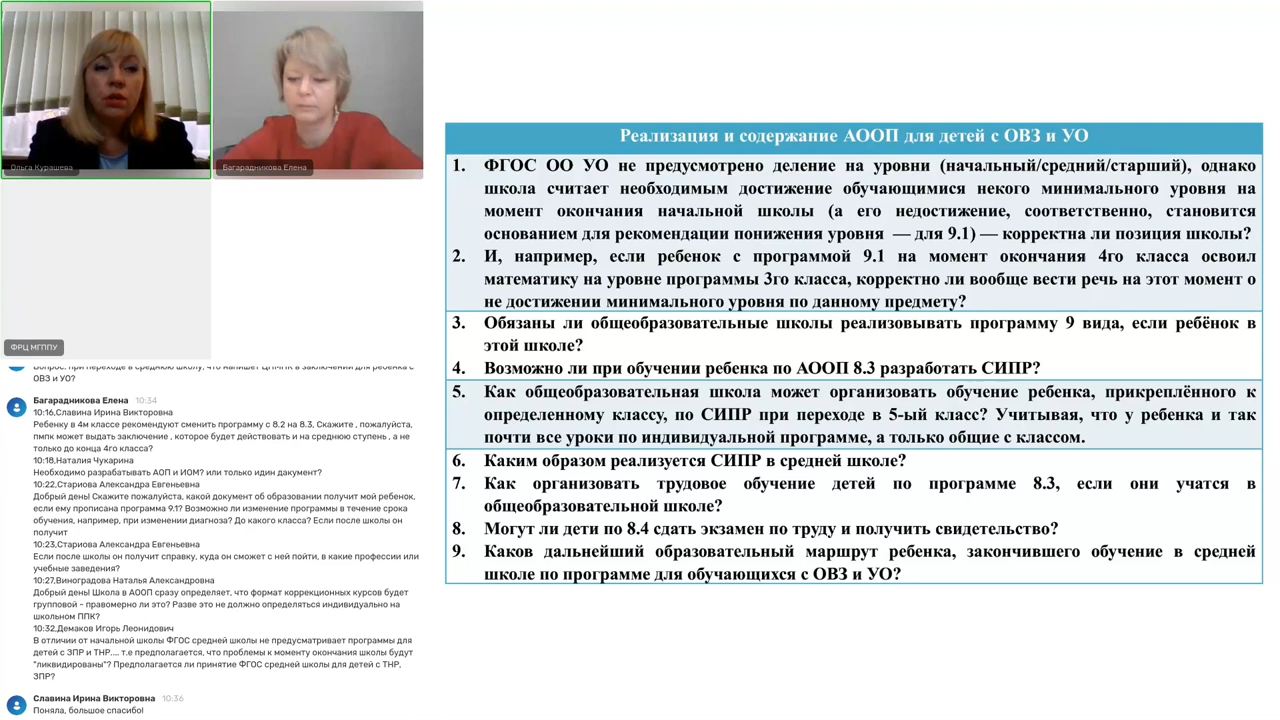 Ольга Курашева
Багарадникова Елена
ФРЦ МГППУ
Вопрос: при переходе в среднюю школу, что напишет ЦПМПК в заключении для ребенка с
ОВЗ и УО?
Багарадникова Елена 10:34
10:16,Славина Ирина Викторовна
Ребенку в 4м классе рекомендуют сменить программу с 8.2 на 8.3, Скажите , пожалуйста,
пмпк может выдать заключение , которое будет действовать и на среднюю ступень , а не
только до конца 4го класса?
10:18,Наталия Чукарина
Необходимо разрабатывать АОП и ИОМ? или только идин дакумент?
10:22,Стариова Александра Евгеньевна
Добрый день! Скажите пожалуйста, какой документ об образовании получит мой ребенок,
если ему прописана программа 9.1? Возможно ли изменение программы в течение срока
обучения, например, при изменении диагноза? До какого класса? Если после школы он
получит
10:23,Стариова Александра Евгеньевна
Если после школы он получит справку, куда он сможет с ней пойти, в какие профессии или
учебные заведения?
10:27,Виноградова Наталья Александровна
Добрый день! Школа в АООП сразу определяет, что формат коррекционных курсов будет
групповой - правомерно ли это? Разве это не должно определяться индивидуально на
школьном ППК?
10:32,Демаков Игорь Леонидович
В отличии от начальной школы ФГОС средней школы не предусматривает программы для
детей с ЗПР и ТНР.... т.е предполагается, что проблемы к моменту окончания школы будут
"ликвидированы"? Предполагается ли принятие ФГОС средней школы для детей с ТНР,
ЗПР?
Славина Ирина Викторовна 10:36
Поняла, большое спасибо!
Реализация и содержание АООП для детей с ОВЗ и УО
1. ФГОС ОО УО не предусмотрено деление на уровни (начальный/средний/старший), однако
школа считает необходимым достижение обучающимися некого минимального уровня на
момент окончания начальной школы (а его недостижение, соответственно, становится
основанием для рекомендации понижения уровня — для 9.1) — корректна ли позиция школы?
2. И, например, если ребенок с программой 9.1 на момент окончания 4го класса освоил
математику на уровне программы 3го класса, корректно ли вообще вести речь на этот момент о
не достижении минимального уровня по данному предмету?
3. Обязаны ли общеобразовательные школы реализовывать программу 9 вида, если ребёнок в
этой школе?
4. Возможно ли при обучении ребенка по АООП 8.3 разработать СИПР?
5. Как общеобразовательная школа может организовать обучение ребенка, прикреплённого к
определенному классу, по СИПР при переходе в 5-ый класс? Учитывая, что у ребенка и так
почти все уроки по индивидуальной программе, а только общие с классом.
6. Каким образом реализуется СИПР в средней школе?
7. Как организовать трудовое обучение детей по программе 8.3, если они учатся в
общеобразовательной школе?
8. Могут ли дети по 8.4 сдать экзамен по труду и получить свидетельство?
9. Каков дальнейший образовательный маршрут ребенка, закончившего обучение в средней
школе по программе для обучающихся с ОВЗ и УО?